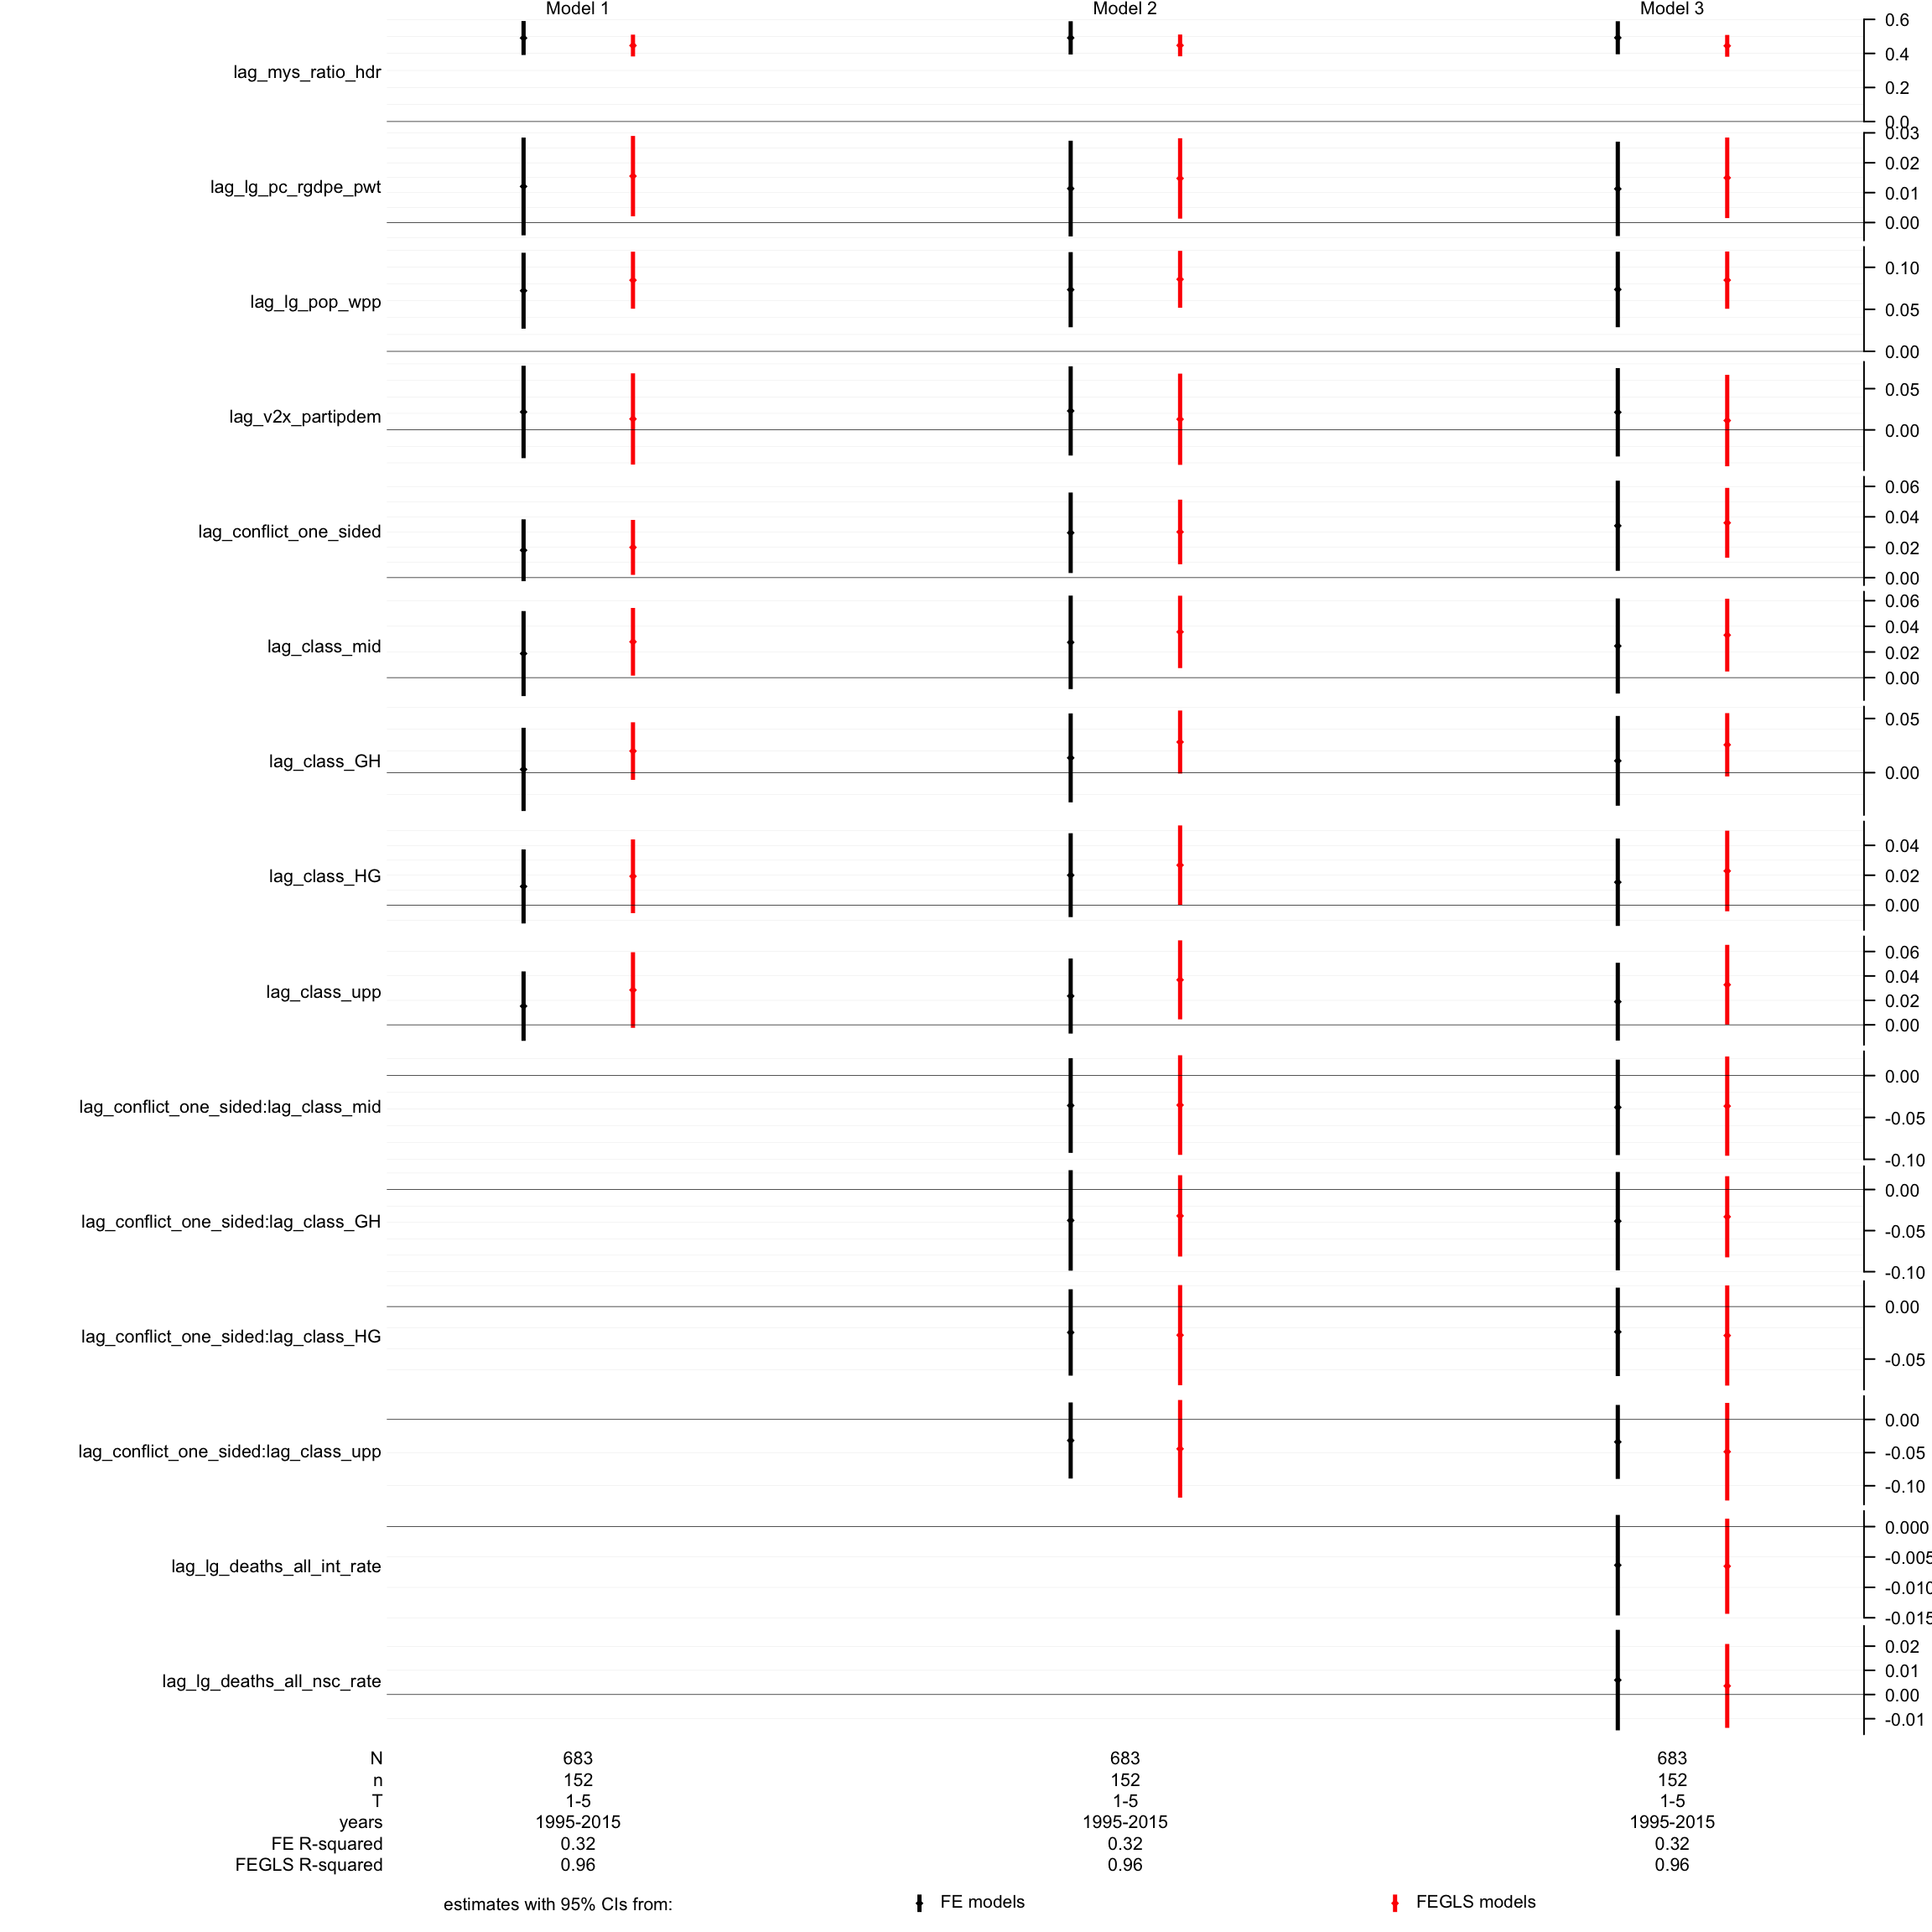 Model 1 Model 2 Model 3
lag_mys_ratio_hdr
0.6
0.4
0.2
0.0
lag_lg_pc_rgdpe_pwt
0.03
0.02
0.01
0.00
lag_lg_pop_wpp
0.10
0.05
0.00
lag_v2x_partipdem
0.05
0.00
lag_conflict_one_sided
0.06
0.04
0.02
0.00
lag_class_mid
0.06
0.04
0.02
0.00
lag_class_GH
0.05
0.00
lag_class_HG
0.04
0.02
0.00
lag_class_upp
0.06
0.04
0.02
0.00
lag_conflict_one_sided:lag_class_mid
0.00
-0.05
-0.10
lag_conflict_one_sided:lag_class_GH
0.00
-0.05
-0.10
lag_conflict_one_sided:lag_class_HG
0.00
-0.05
lag_conflict_one_sided:lag_class_upp
0.00
-0.05
-0.10
lag_lg_deaths_all_int_rate
0.000
-0.005
-0.010
-0.015
lag_lg_deaths_all_nsc_rate
0.02
0.01
0.00
-0.01
N 683 683 683
n 152 152 152
T 1-5 1-5 1-5
years 1995-2015 1995-2015 1995-2015
FE R-squared 0.32 0.32 0.32
FEGLS R-squared 0.96 0.96 0.96
estimates with 95% CIs from: FE models FEGLS models